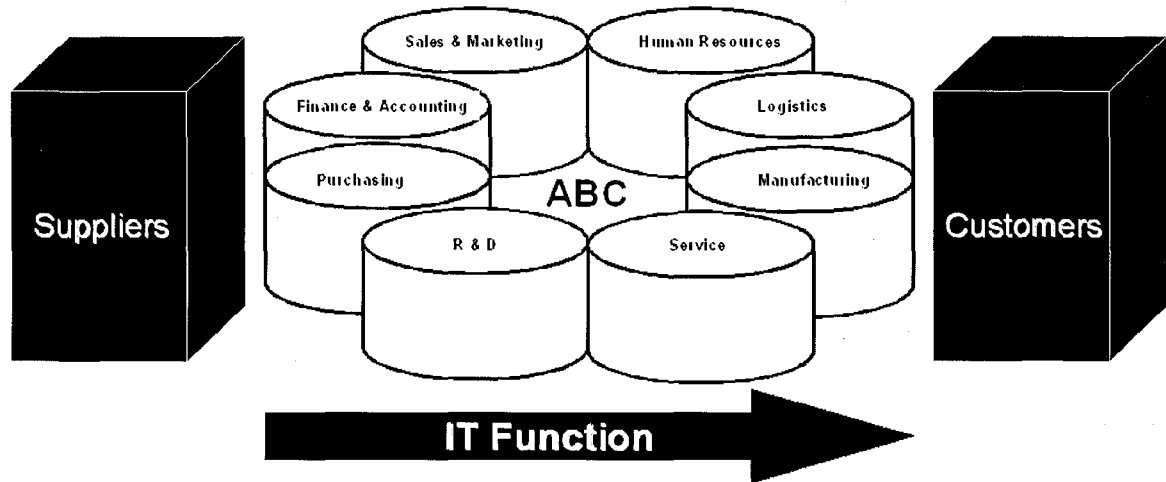 Sales & Marketing
Human Resources
Finance & Accounting
Logistics
Purchasing
Manufacturing
ABC
Suppliers
Customers
R & D
Service
IT Function